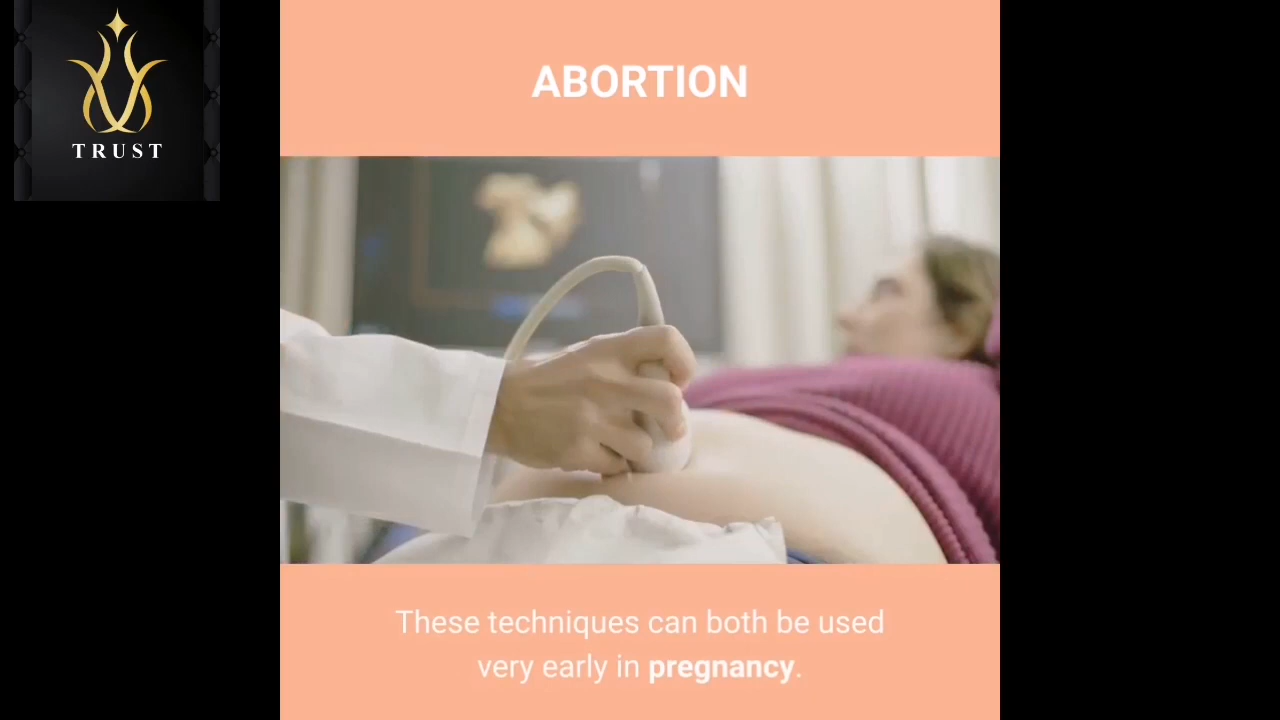 TRUST
ABORTION
These techniques can both be used
very early in pregnancy.